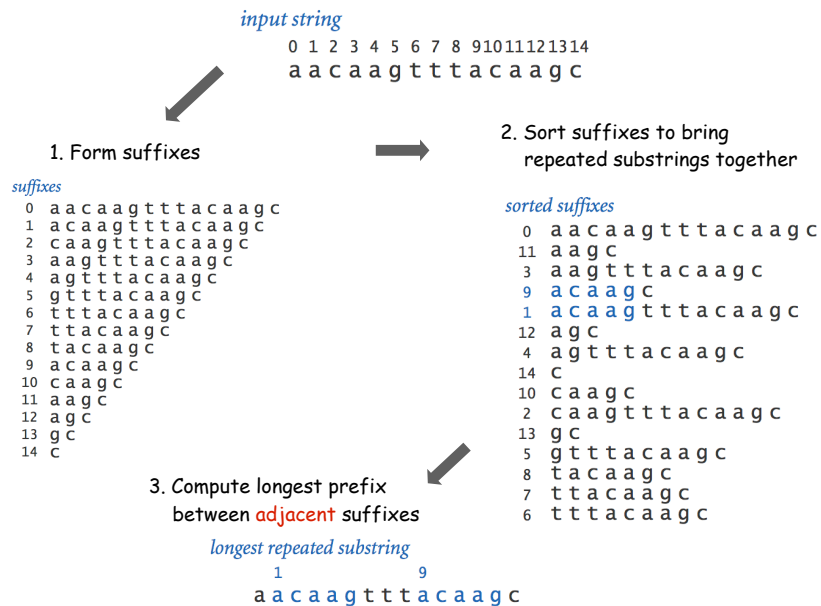 input string
0 1 2 3 4 5 6 7 8 9 10 11 12 13 14
a a c a a g t t t a c a a g c
1. Form suffixes
suffixes
0 a a c a a g t t t a c a a g c
1 a c a a g t t t a c a a g c
2 c a a g t t t a c a a g c
3 a a g t t t a c a a g c
4 a g t t t a c a a g c
5 g t t t a c a a g c
6 t t t a c a a g c
7 t t a c a a g c
8 t a c a a g c
9 a c a a g c
10 c a a g c
11 a a g c
12 a g c
13 g c
14 c
2. Sort suffixes to bring
repeated substrings together
sorted suffixes
0 a a c a a g t t t a c a a g c
11 a a g c
3 a a g t t t a c a a g c
9 a c a a g c
1 a c a a g t t t a c a a g c
12 a g c
4 a g t t t a c a a g c
14 c
10 c a a g c
2 c a a g t t t a c a a g c
13 g c
5 g t t t a c a a g c
8 t a c a a g c
7 t t a c a a g c
6 t t t a c a a g c
3. Compute longest prefix
between adjacent suffixes
longest repeated substring
1 9
a a c a a g t t t a c a a g c